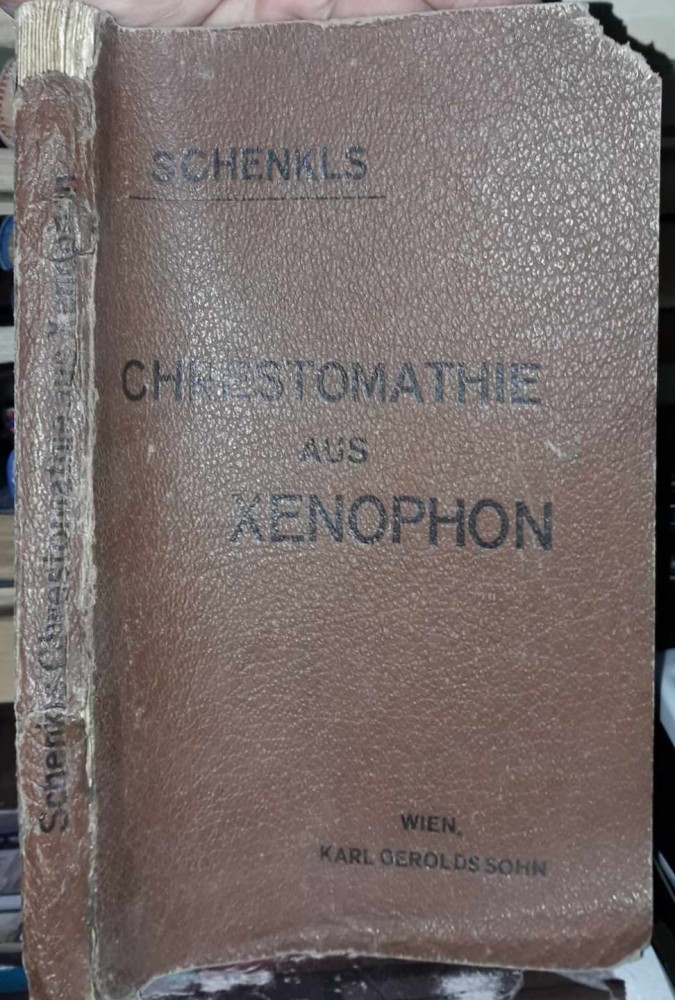 SCHENKLS
CHRESTOMATHIE
AUS
XENOPHON
WIEN,
KARL GEROLDS SOHN
Schenkls Chrestomathie aus Xenophon